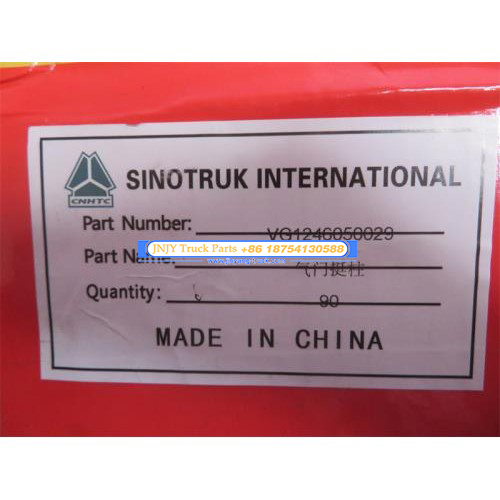 CNHTC
SINOTRUK INTERNATIONAL
Part Number: VG1246050029
JNJY Truck Parts +86 18754130588
Part Name: 气门挺柱
Quantity: 90
MADE IN CHINA